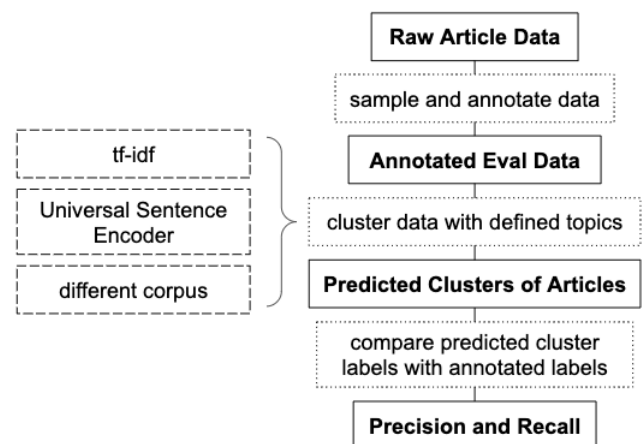 Raw Article Data
sample and annotate data
Annotated Eval Data
tf-idf
Universal Sentence
Encoder
different corpus
cluster data with defined topics
Predicted Clusters of Articles
compare predicted cluster
labels with annotated labels
Precision and Recall